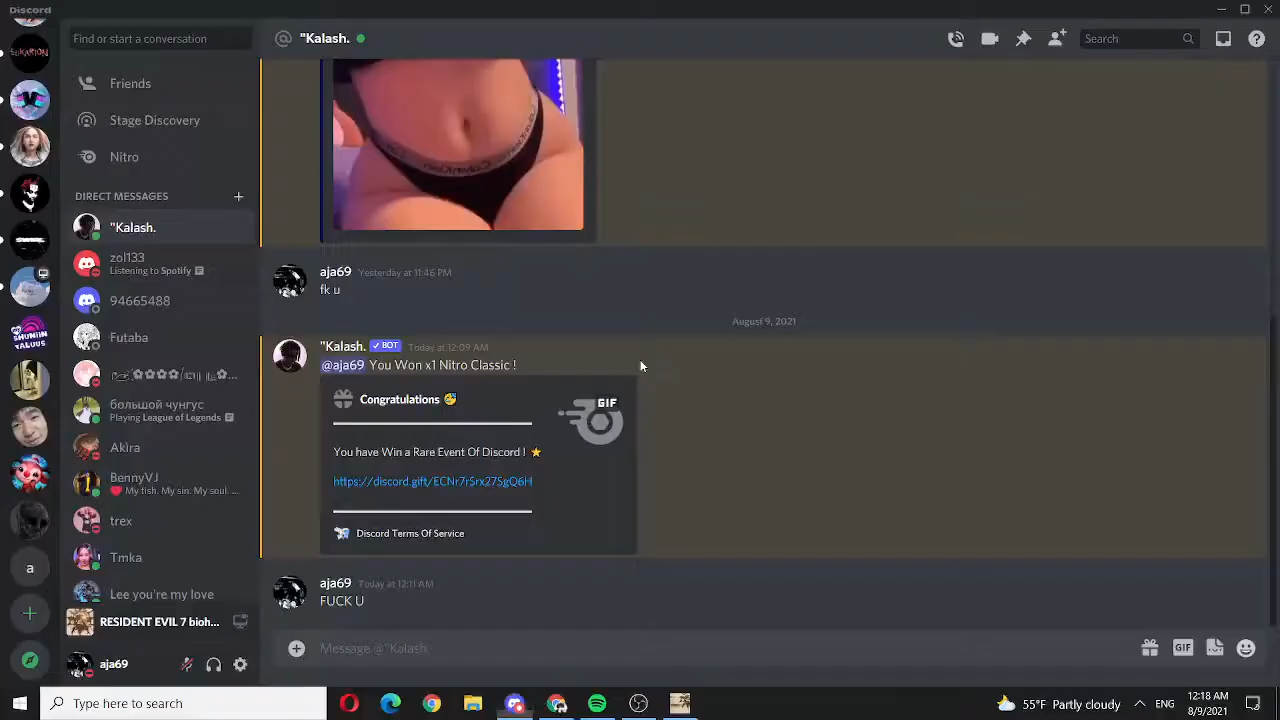 Discord
Find or start a conversation
@ "Kalash.
Search
Friends
Stage Discovery
Nitro
DIRECT MESSAGES
"Kalash.
zol133
Listening to Spotify
94665488
Futaba
большой чунгус
Playing League of Legends
Akira
BennyVJ
My tish. My sin. My soul. ...
trex
Tmka
Lee you're my love
RESIDENT EVIL 7 bioh...
aja69
aja69 Yesterday at 11:46 PM
fk u
August 9, 2021
"Kalash. BOT Today at 12:09 AM
@aja69 You Won x1 Nitro Classic !
Congratulations
GIF
You have Win a Rare Event Of Discord !
https://discord.gift/ECNr7rSrx27SgQ6H
Discord Terms Of Service
aja69 Today at 12:11 AM
FUCK U
Message @"Kalash
GIF
Type here to search
55°F Partly cloudy
ENG
12:18 AM
8/9/2021